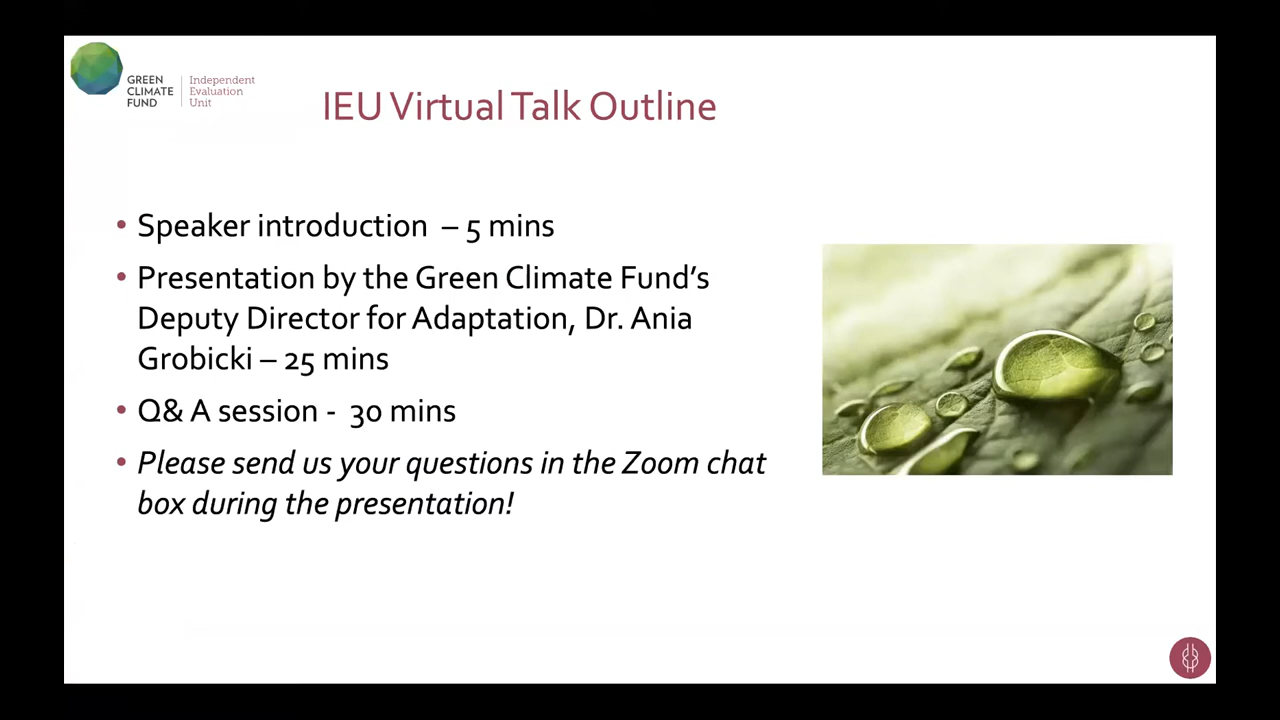 GREEN
CLIMATE
FUND
Independent
Evaluation
Unit
IEU Virtual Talk Outline
• Speaker introduction – 5 mins
• Presentation by the Green Climate Fund’s
Deputy Director for Adaptation, Dr. Ania
Grobicki – 25 mins
• Q& A session - 30 mins
• Please send us your questions in the Zoom chat
box during the presentation!